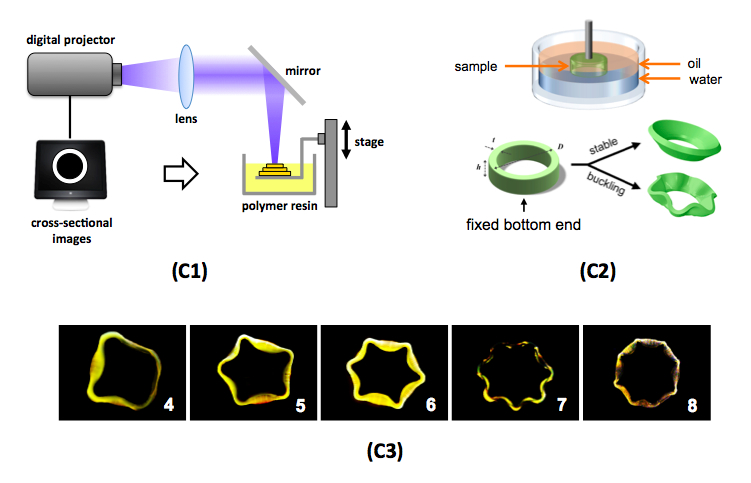 digital projector
lens
mirror
stage
polymer resin
cross-sectional
images
(C1)
sample
oil
water
t
D
h
stable
buckling
fixed bottom end
(C2)
4
5
6
7
8
(C3)